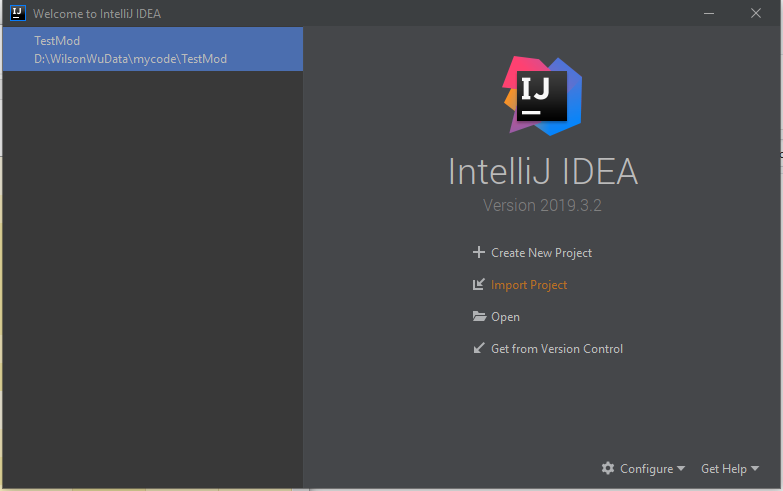 Welcome to IntelliJ IDEA
TestMod
D:\WilsonWuData\mycode\TestMod
IJ
IntelliJ IDEA
Version 2019.3.2
Create New Project
Import Project
Open
Get from Version Control
Configure
Get Help